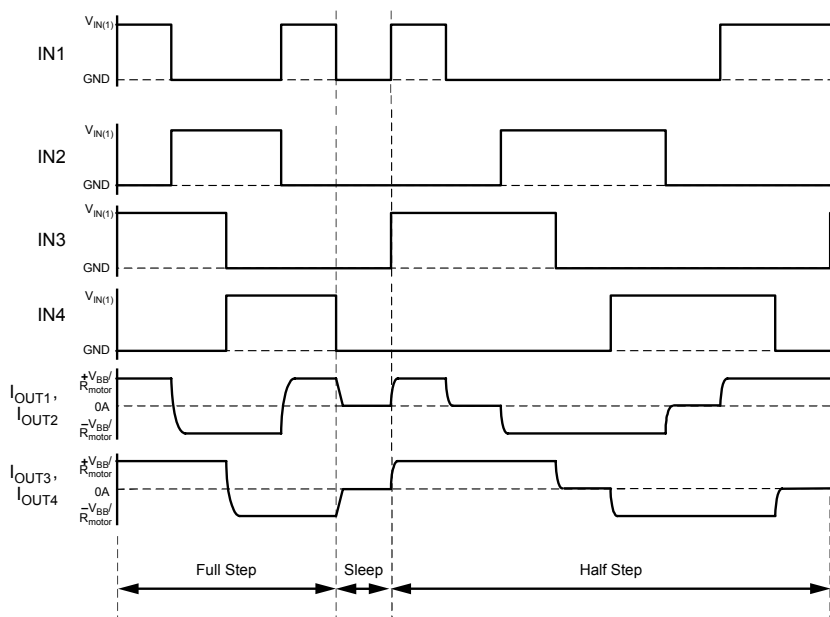 V_IN(1)
IN1
GND
V_IN(1)
IN2
GND
V_IN(1)
IN3
GND
V_IN(1)
IN4
GND
+V_BB/
R_motor
I_OUT1,
I_OUT2
0A
–V_BB/
R_motor
+V_BB/
R_motor
I_OUT3,
I_OUT4
0A
–V_BB/
R_motor
Full Step
Sleep
Half Step